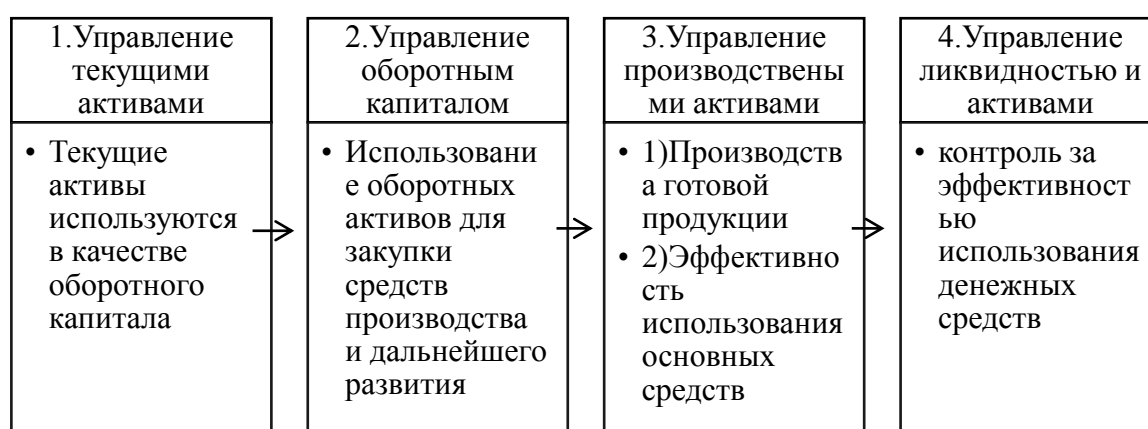 1.Управление
текущими
активами
• Текущие
активы
используются
в качестве
оборотного
капитала
2.Управление
оборотным
капиталом
• Использовани
е оборотных
активов для
закупки
средств
производства
и дальнейшего
развития
3.Управление
производствены
ми активами
• 1)Производств
а готовой
продукции
• 2)Эффективно
сть
использования
основных
средств
4.Управление
ликвидностью и
активами
• контроль за
эффективност
ью
использования
денежных
средств